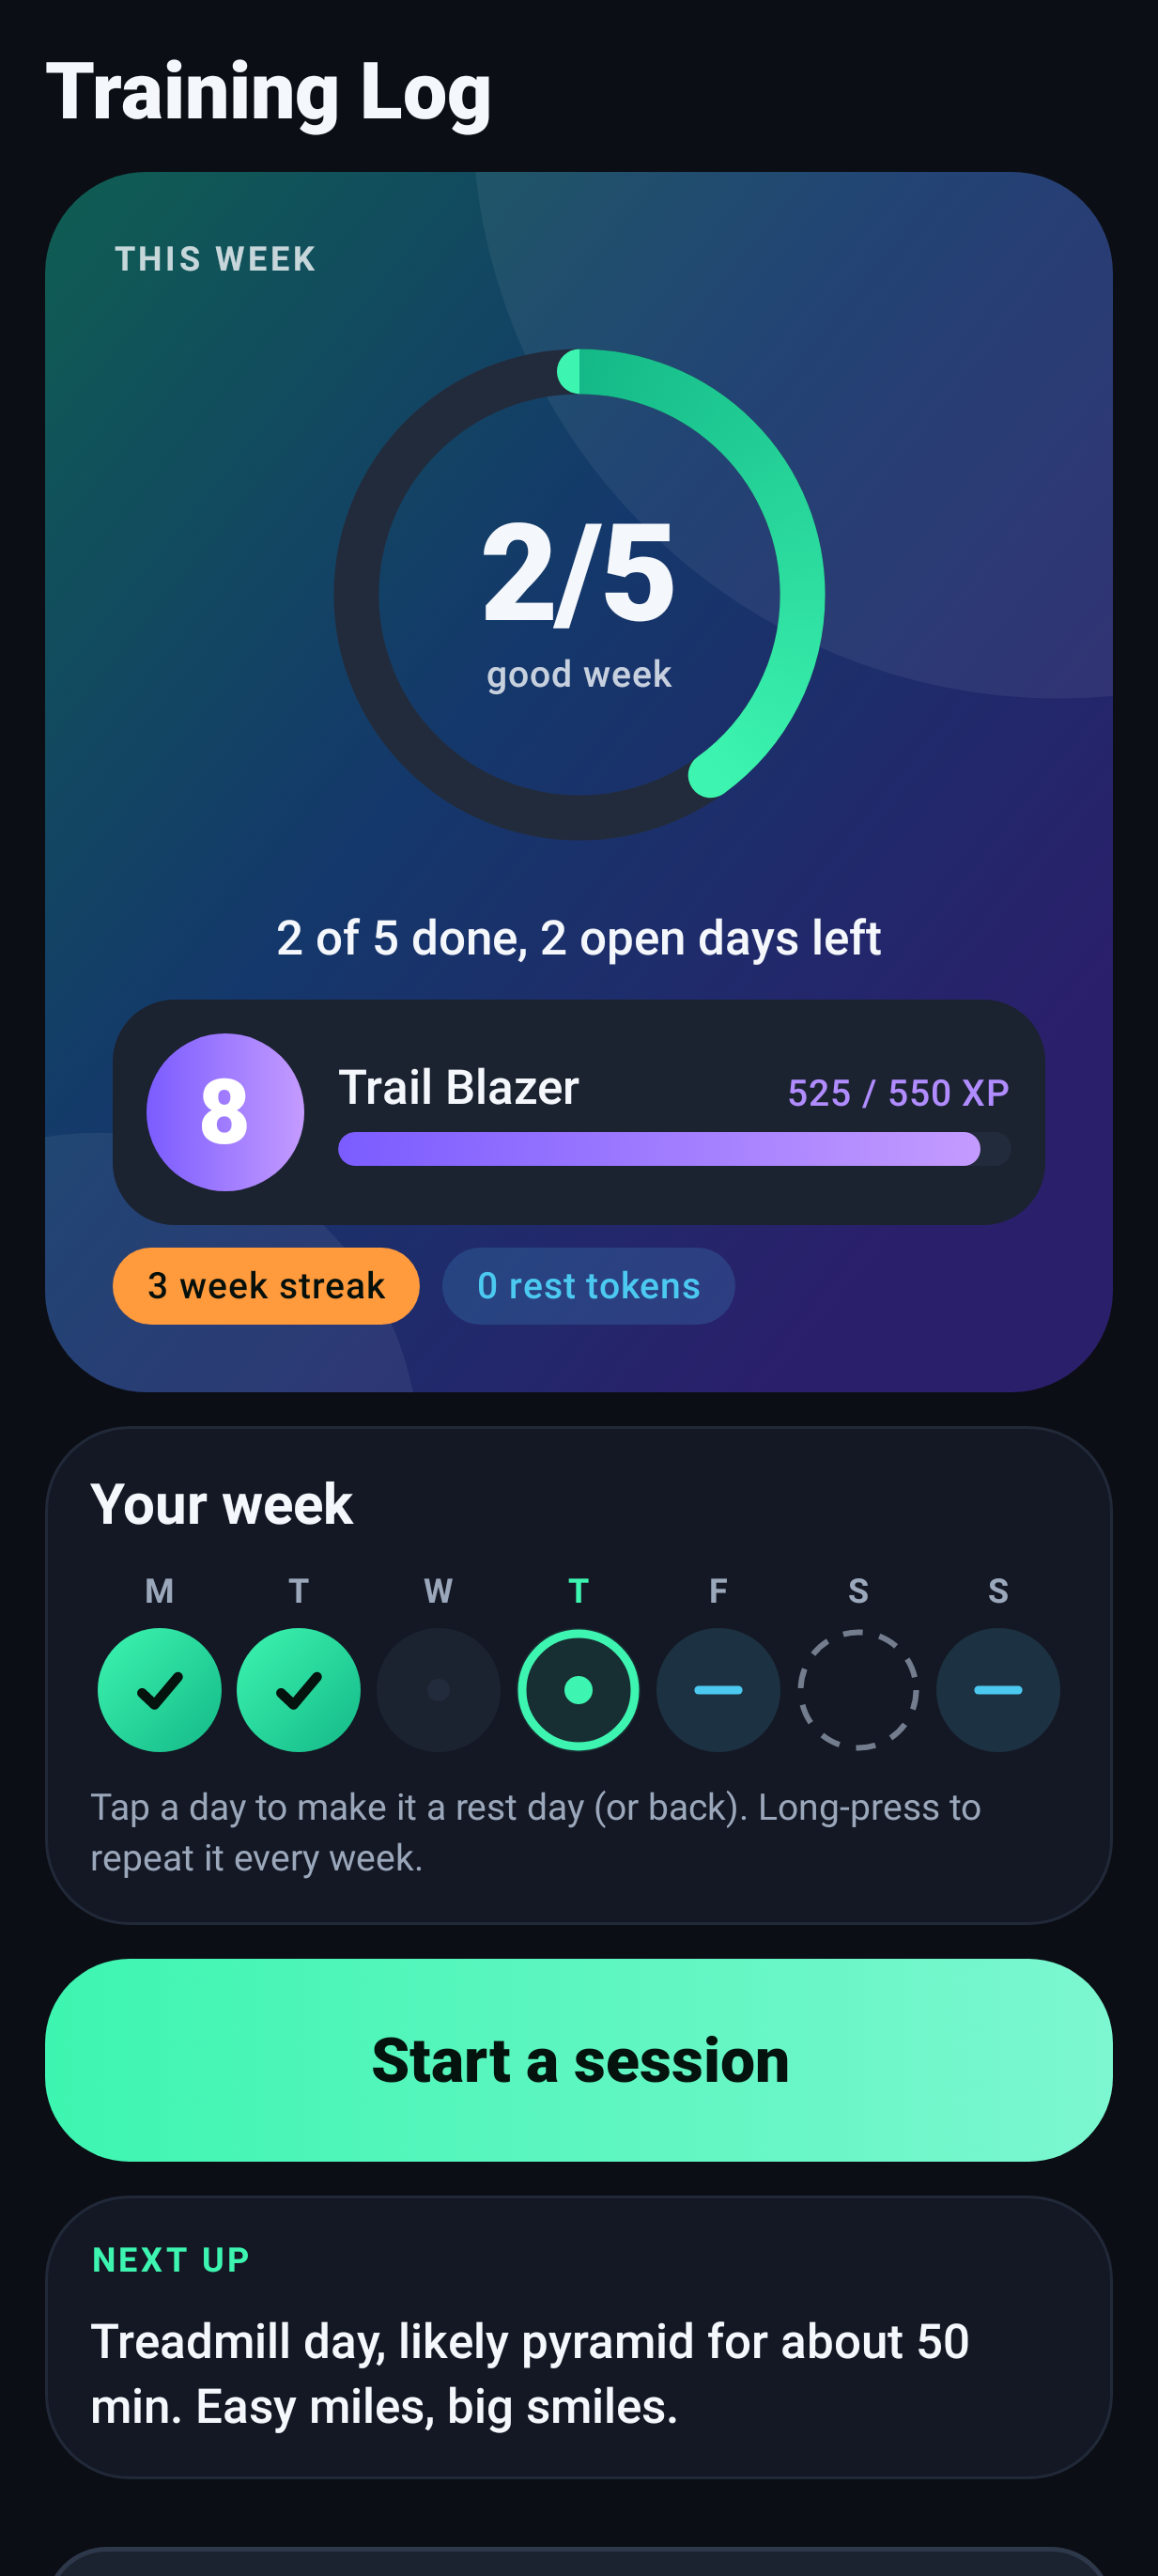 Training Log
THIS WEEK
2/5
good week
2 of 5 done, 2 open days left
8
Trail Blazer
525 / 550 XP
3 week streak
0 rest tokens
Your week
M T W T F S S
Tap a day to make it a rest day (or back). Long-press to
repeat it every week.
Start a session
NEXT UP
Treadmill day, likely pyramid for about 50
min. Easy miles, big smiles.